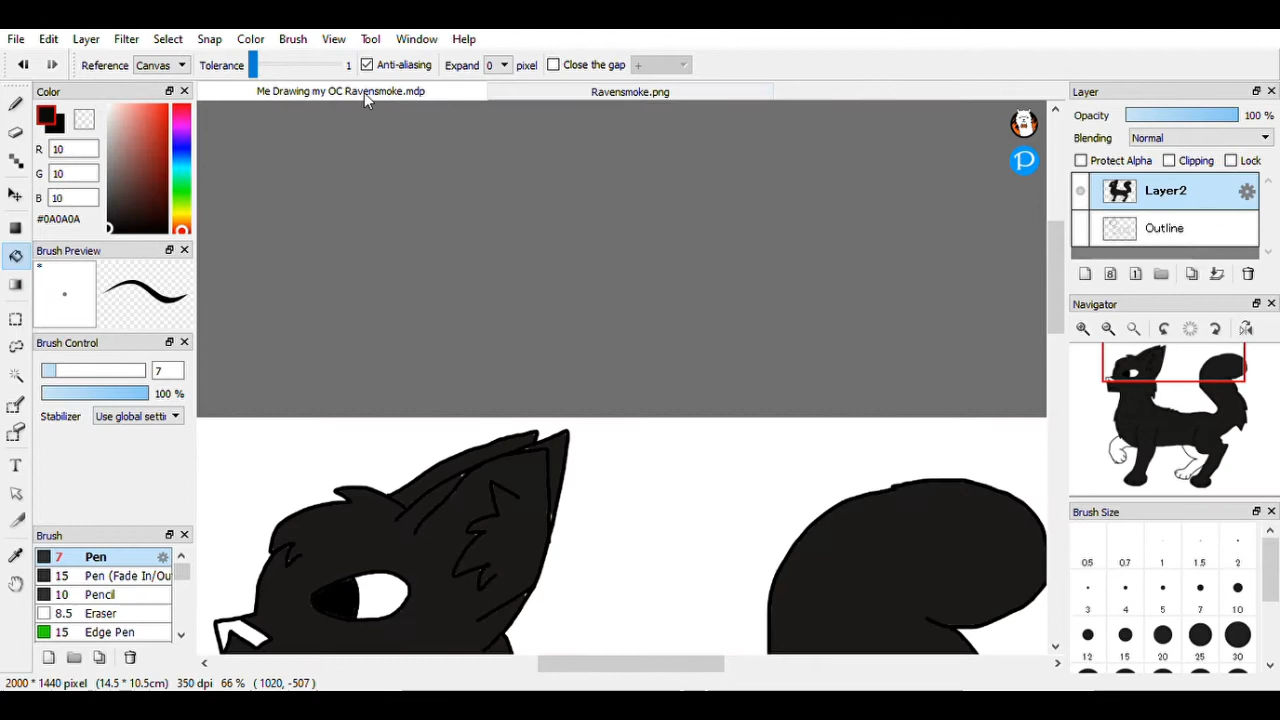 File Edit Layer Filter Select Snap Color Brush View Tool Window Help
Reference Canvas Tolerance 1 Anti-aliasing Expand 0 pixel Close the gap +
Color
R 10
G 10
B 10
#0A0A0A
Brush Preview
*
Brush Control
7
100 %
Stabilizer Use global settin
Brush
7 Pen
15 Pen (Fade In/Ou
10 Pencil
8.5 Eraser
15 Edge Pen
Me Drawing my OC Ravensmoke.mdp Ravensmoke.png
Layer
Opacity 100 %
Blending Normal
Protect Alpha Clipping Lock
Layer2
Outline
Navigator
Brush Size
0.5 0.7 1 1.5 2
3 4 5 7 10
12 15 20 25 30
2000 * 1440 pixel (14.5 * 10.5cm) 350 dpi 66 % ( 1020, -507 )